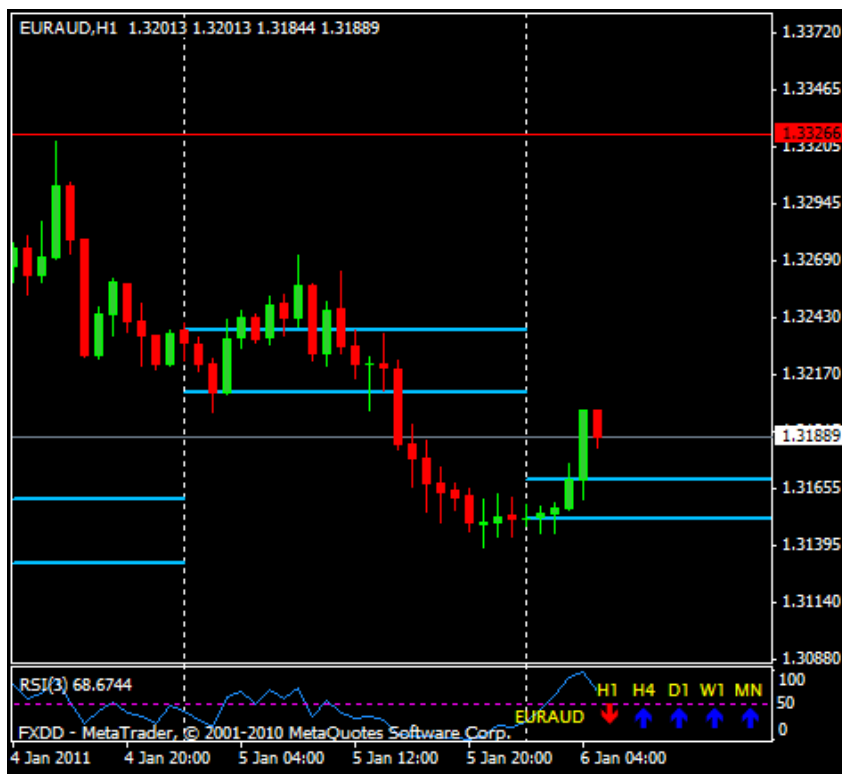 EURAUD,H1 1.32013 1.32013 1.31844 1.31889
1.33720
1.33465
1.33266
1.33205
1.32945
1.32690
1.32430
1.32170
1.31889
1.31655
1.31395
1.31140
1.30880
RSI(3) 68.6744
100
H1 H4 D1 W1 MN
50
EURAUD
0
FXDD - MetaTrader, © 2001-2010 MetaQuotes Software Corp.
4 Jan 2011 4 Jan 20:00 5 Jan 04:00 5 Jan 12:00 5 Jan 20:00 6 Jan 04:00